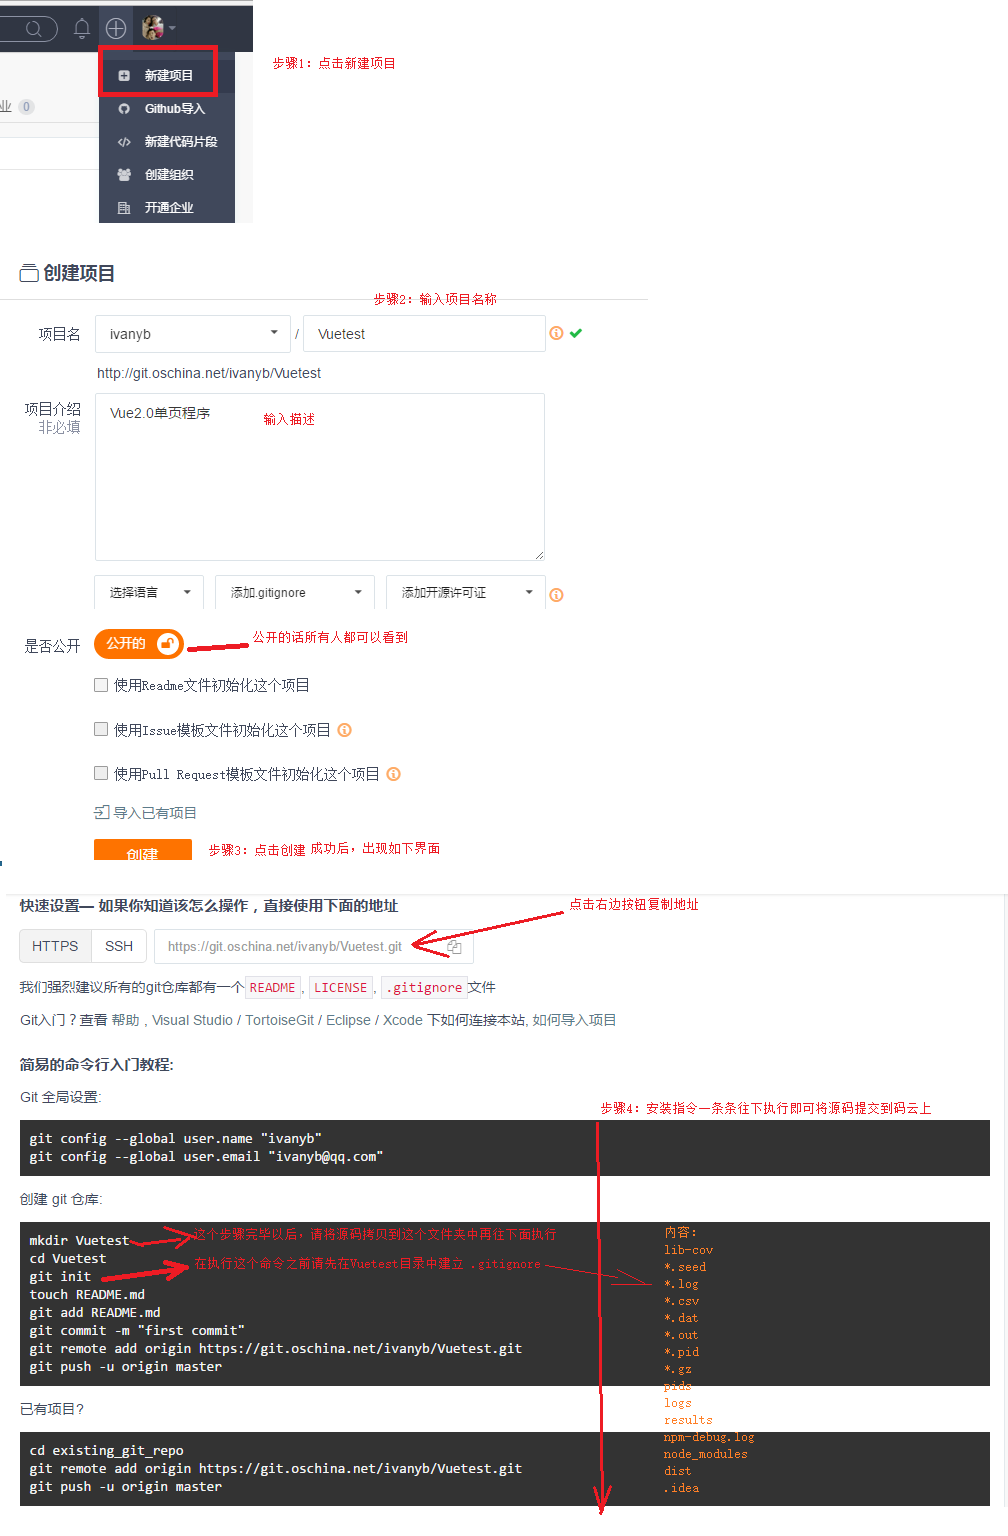 步骤1：点击新建项目
新建项目
业 0
Github导入
新建代码片段
创建组织
开通企业
创建项目
步骤2：输入项目名称
项目名 ivanyb / Vuetest
http://git.oschina.net/ivanyb/Vuetest
项目介绍 Vue2.0单页程序 输入描述
非必填
选择语言 添加.gitignore 添加开源许可证
是否公开 公开的 公开的话所有人都可以看到
使用Readme文件初始化这个项目
使用Issue模板文件初始化这个项目
使用Pull Request模板文件初始化这个项目
导入已有项目
创建 步骤3：点击创建 成功后，出现如下界面
快速设置— 如果你知道该怎么操作，直接使用下面的地址 点击右边按钮复制地址
HTTPS SSH https://git.oschina.net/ivanyb/Vuetest.git
我们强烈建议所有的git仓库都有一个 README , LICENSE , .gitignore 文件
Git入门？查看 帮助 , Visual Studio / TortoiseGit / Eclipse / Xcode 下如何连接本站, 如何导入项目
简易的命令行入门教程:
Git 全局设置:
步骤4：安装指令一条条往下执行即可将源码提交到码云上
git config --global user.name "ivanyb"
git config --global user.email "ivanyb@qq.com"
创建 git 仓库:
mkdir Vuetest 这个步骤完毕以后，请将源码拷贝到这个文件夹中再往下面执行
cd Vuetest
git init 在执行这个命令之前请先在Vuetest目录中建立 .gitignore
touch README.md
git add README.md
git commit -m "first commit"
git remote add origin https://git.oschina.net/ivanyb/Vuetest.git
git push -u origin master
内容：
lib-cov
*.seed
*.log
*.csv
*.dat
*.out
*.pid
*.gz
pids
logs
results
npm-debug.log
node_modules
dist
.idea
已有项目?
cd existing_git_repo
git remote add origin https://git.oschina.net/ivanyb/Vuetest.git
git push -u origin master